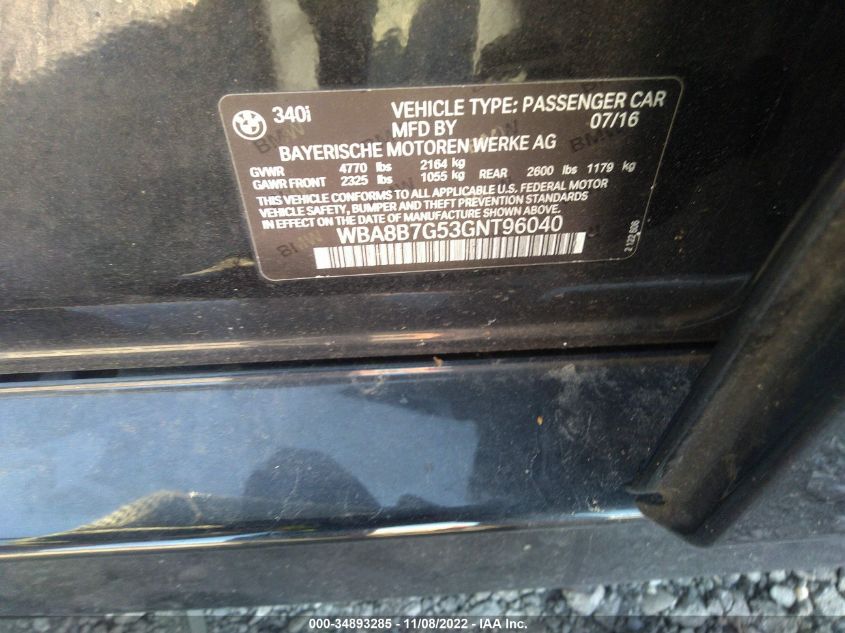 340i VEHICLE TYPE: PASSENGER CAR
MFD BY 07/16
BAYERISCHE MOTOREN WERKE AG
GVWR 4770 lbs 2164 kg
GAWR FRONT 2325 lbs 1055 kg REAR 2600 lbs 1179 kg
THIS VEHICLE CONFORMS TO ALL APPLICABLE U.S. FEDERAL MOTOR
VEHICLE SAFETY, BUMPER AND THEFT PREVENTION STANDARDS
IN EFFECT ON THE DATE OF MANUFACTURE SHOWN ABOVE.
WBA8B7G53GNT96040
000-34893285 - 11/08/2022 - IAA Inc.